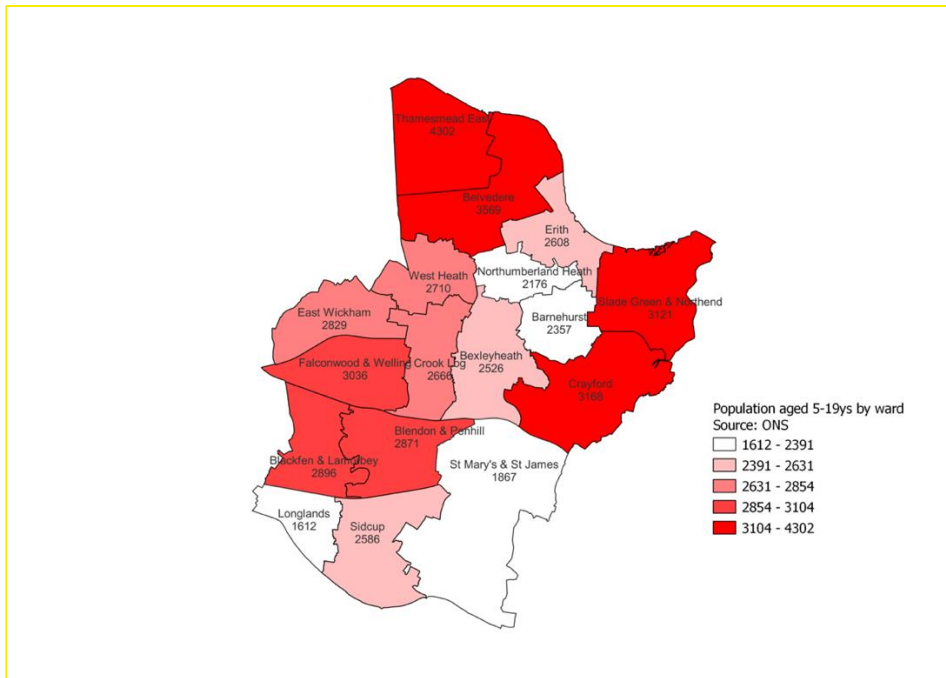 Thamesmead East
4302
Belvedere
3569
Erith
2608
West Heath
2710
Northumberland Heath
2176
Slade Green & Northend
3121
East Wickham
2829
Barnehurst
2357
Falconwood & Welling
3036
Crook Log
2666
Bexleyheath
2526
Crayford
3168
Blendon & Penhill
2871
Blackfen & Lamorbey
2896
St Mary's & St James
1867
Longlands
1612
Sidcup
2586
Population aged 5-19ys by ward
Source: ONS
1612 - 2391
2391 - 2631
2631 - 2854
2854 - 3104
3104 - 4302